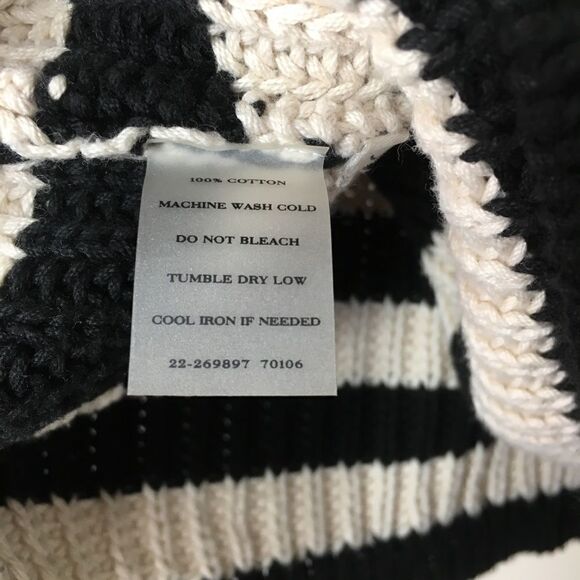 100% COTTON
MACHINE WASH COLD
DO NOT BLEACH
TUMBLE DRY LOW
COOL IRON IF NEEDED
22-269897 70106